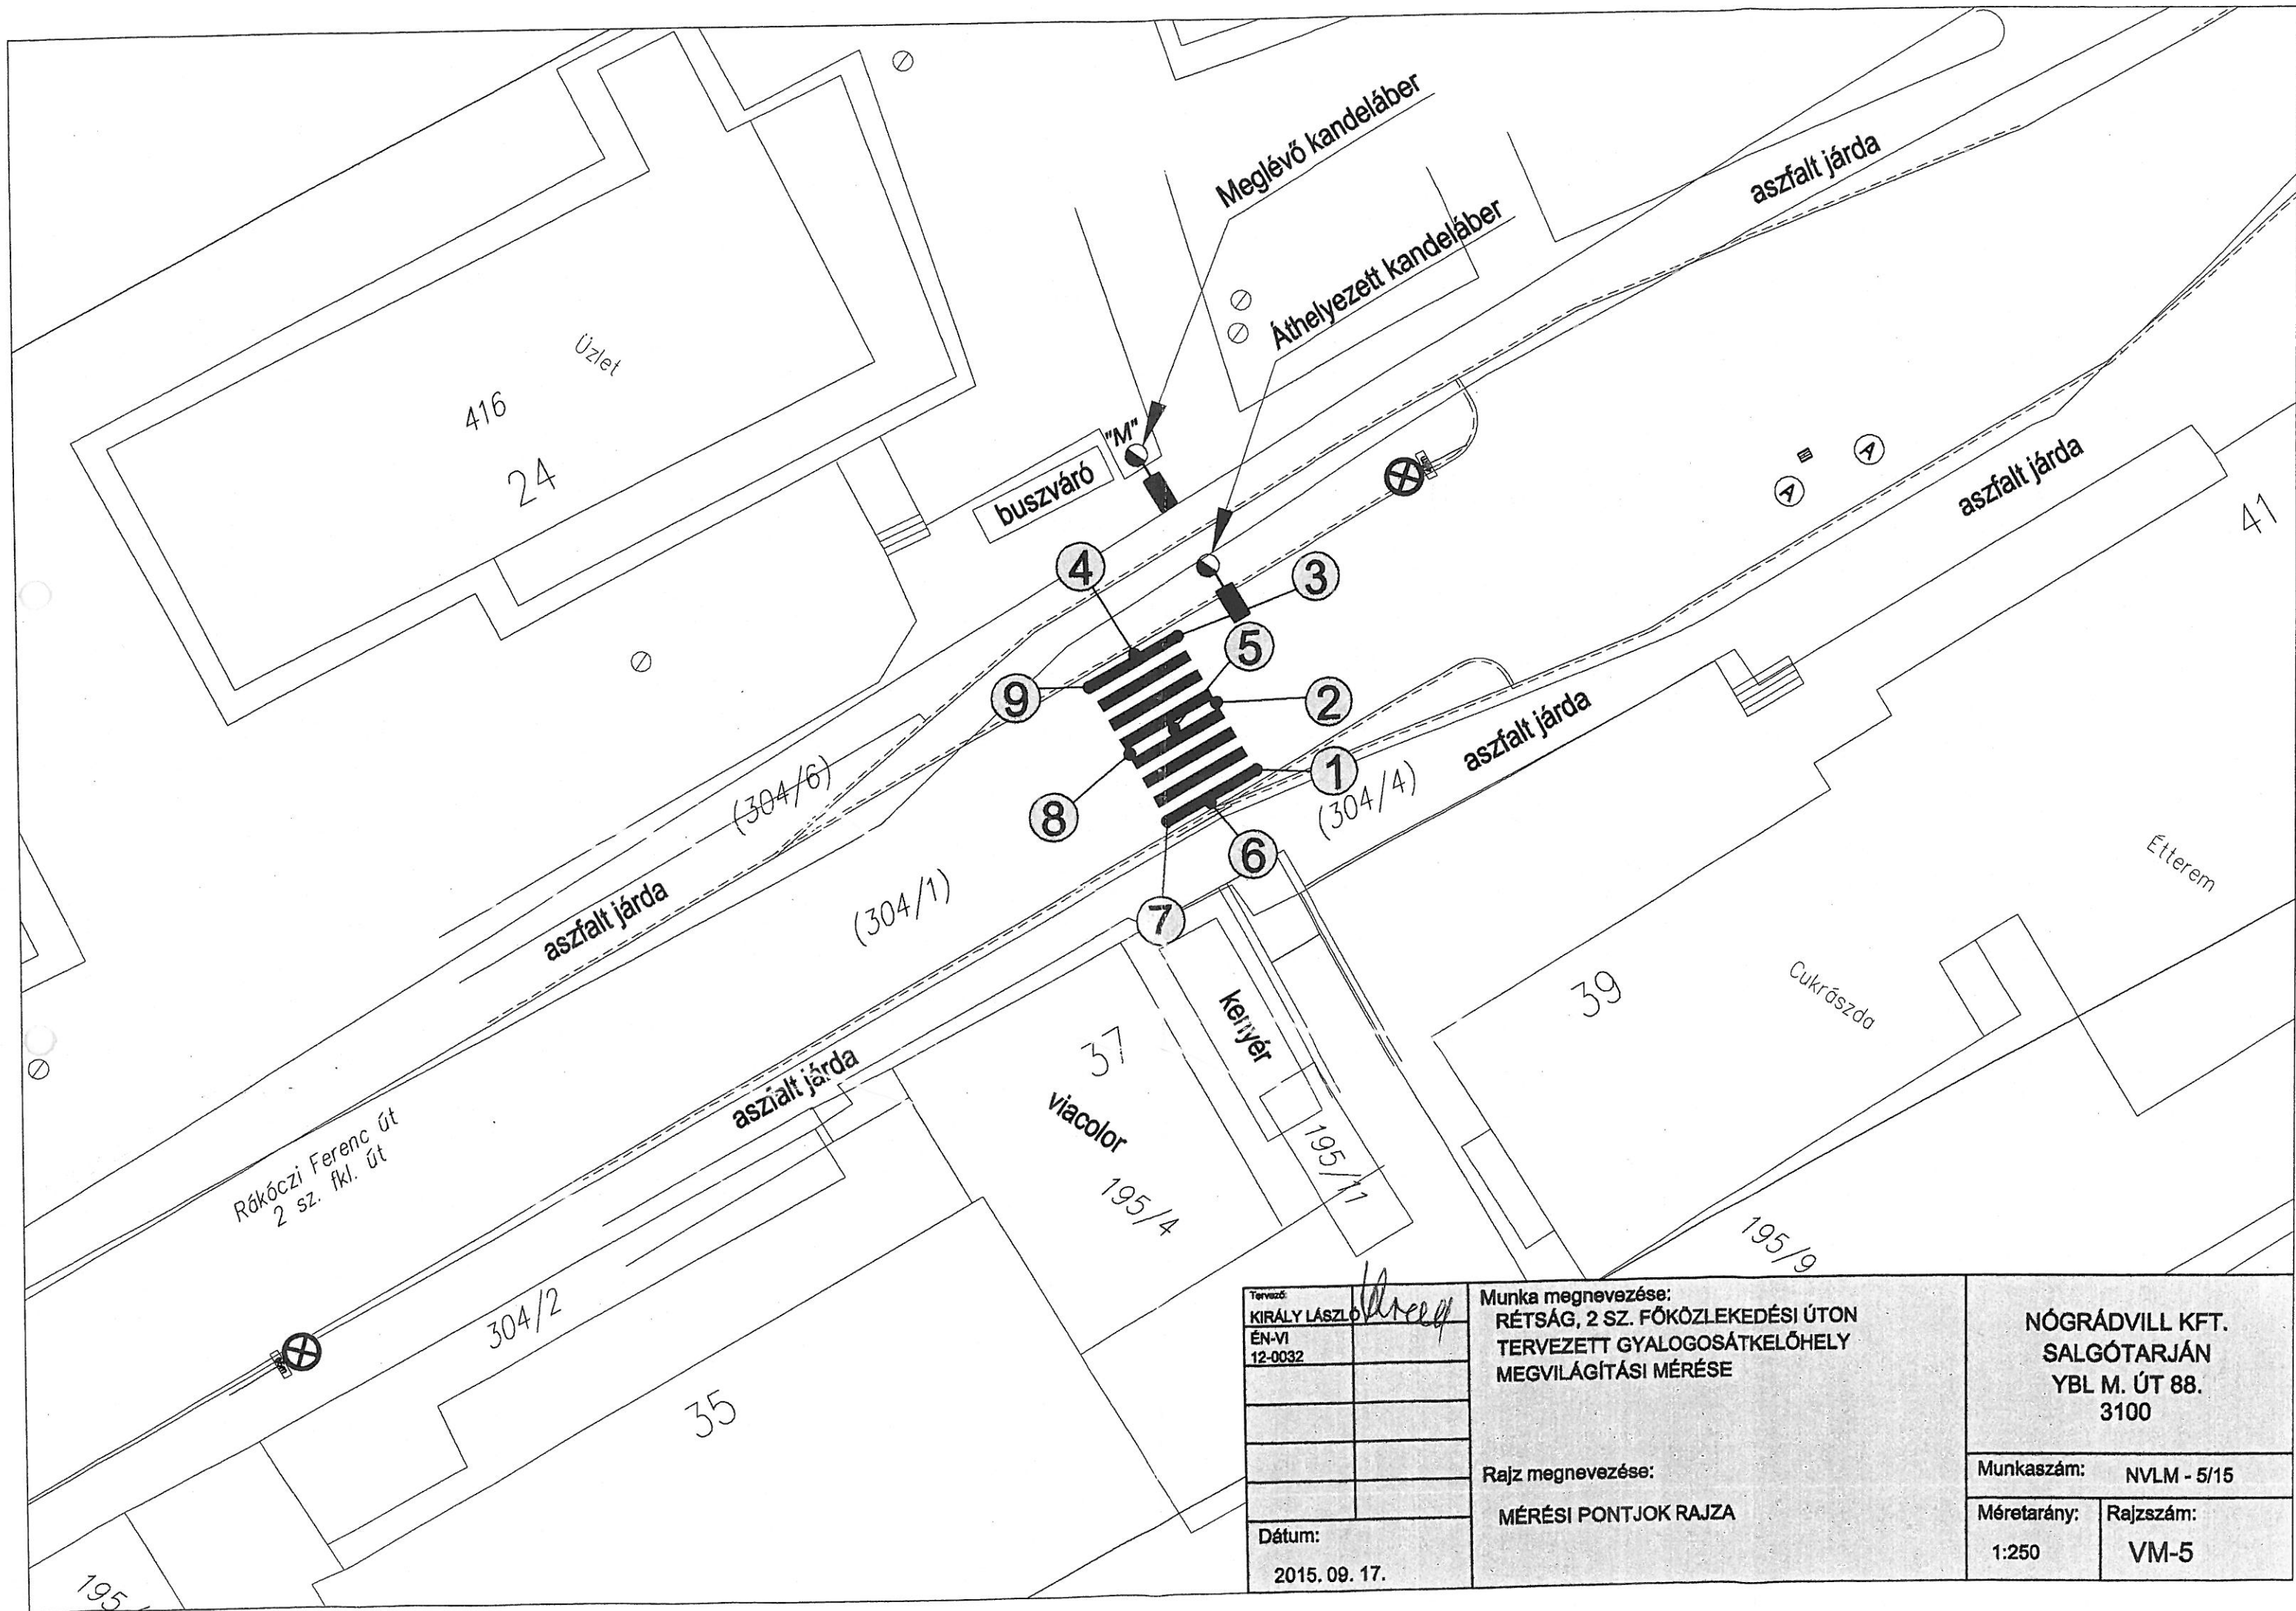 Meglévő kandeláber
Áthelyezett kandeláber
aszfalt járda
Üzlet
416
24
"M"
buszváró
A
A
aszfalt járda
41
4
3
5
9
2
1
8
6
7
aszfalt járda
(304/6)
(304/4)
(304/1)
aszfalt járda
Étterem
Cukrászda
39
kenyér
37
viacolor
aszfalt járda
195/4
195/11
195/9
Rákóczi Ferenc út
2 sz. fkl. út
304/2
35
195
Tervező:
KIRÁLY LÁSZLÓ
ÉN-VI
12-0032
Dátum:
2015. 09. 17.
Munka megnevezése:
RÉTSÁG, 2 SZ. FŐKÖZLEKEDÉSI ÚTON
TERVEZETT GYALOGOSÁTKELŐHELY
MEGVILÁGÍTÁSI MÉRÉSE
Rajz megnevezése:
MÉRÉSI PONTJOK RAJZA
NÓGRÁDVILL KFT.
SALGÓTARJÁN
YBL M. ÚT 88.
3100
Munkaszám: NVLM - 5/15
Méretarány:
1:250
Rajzszám:
VM-5